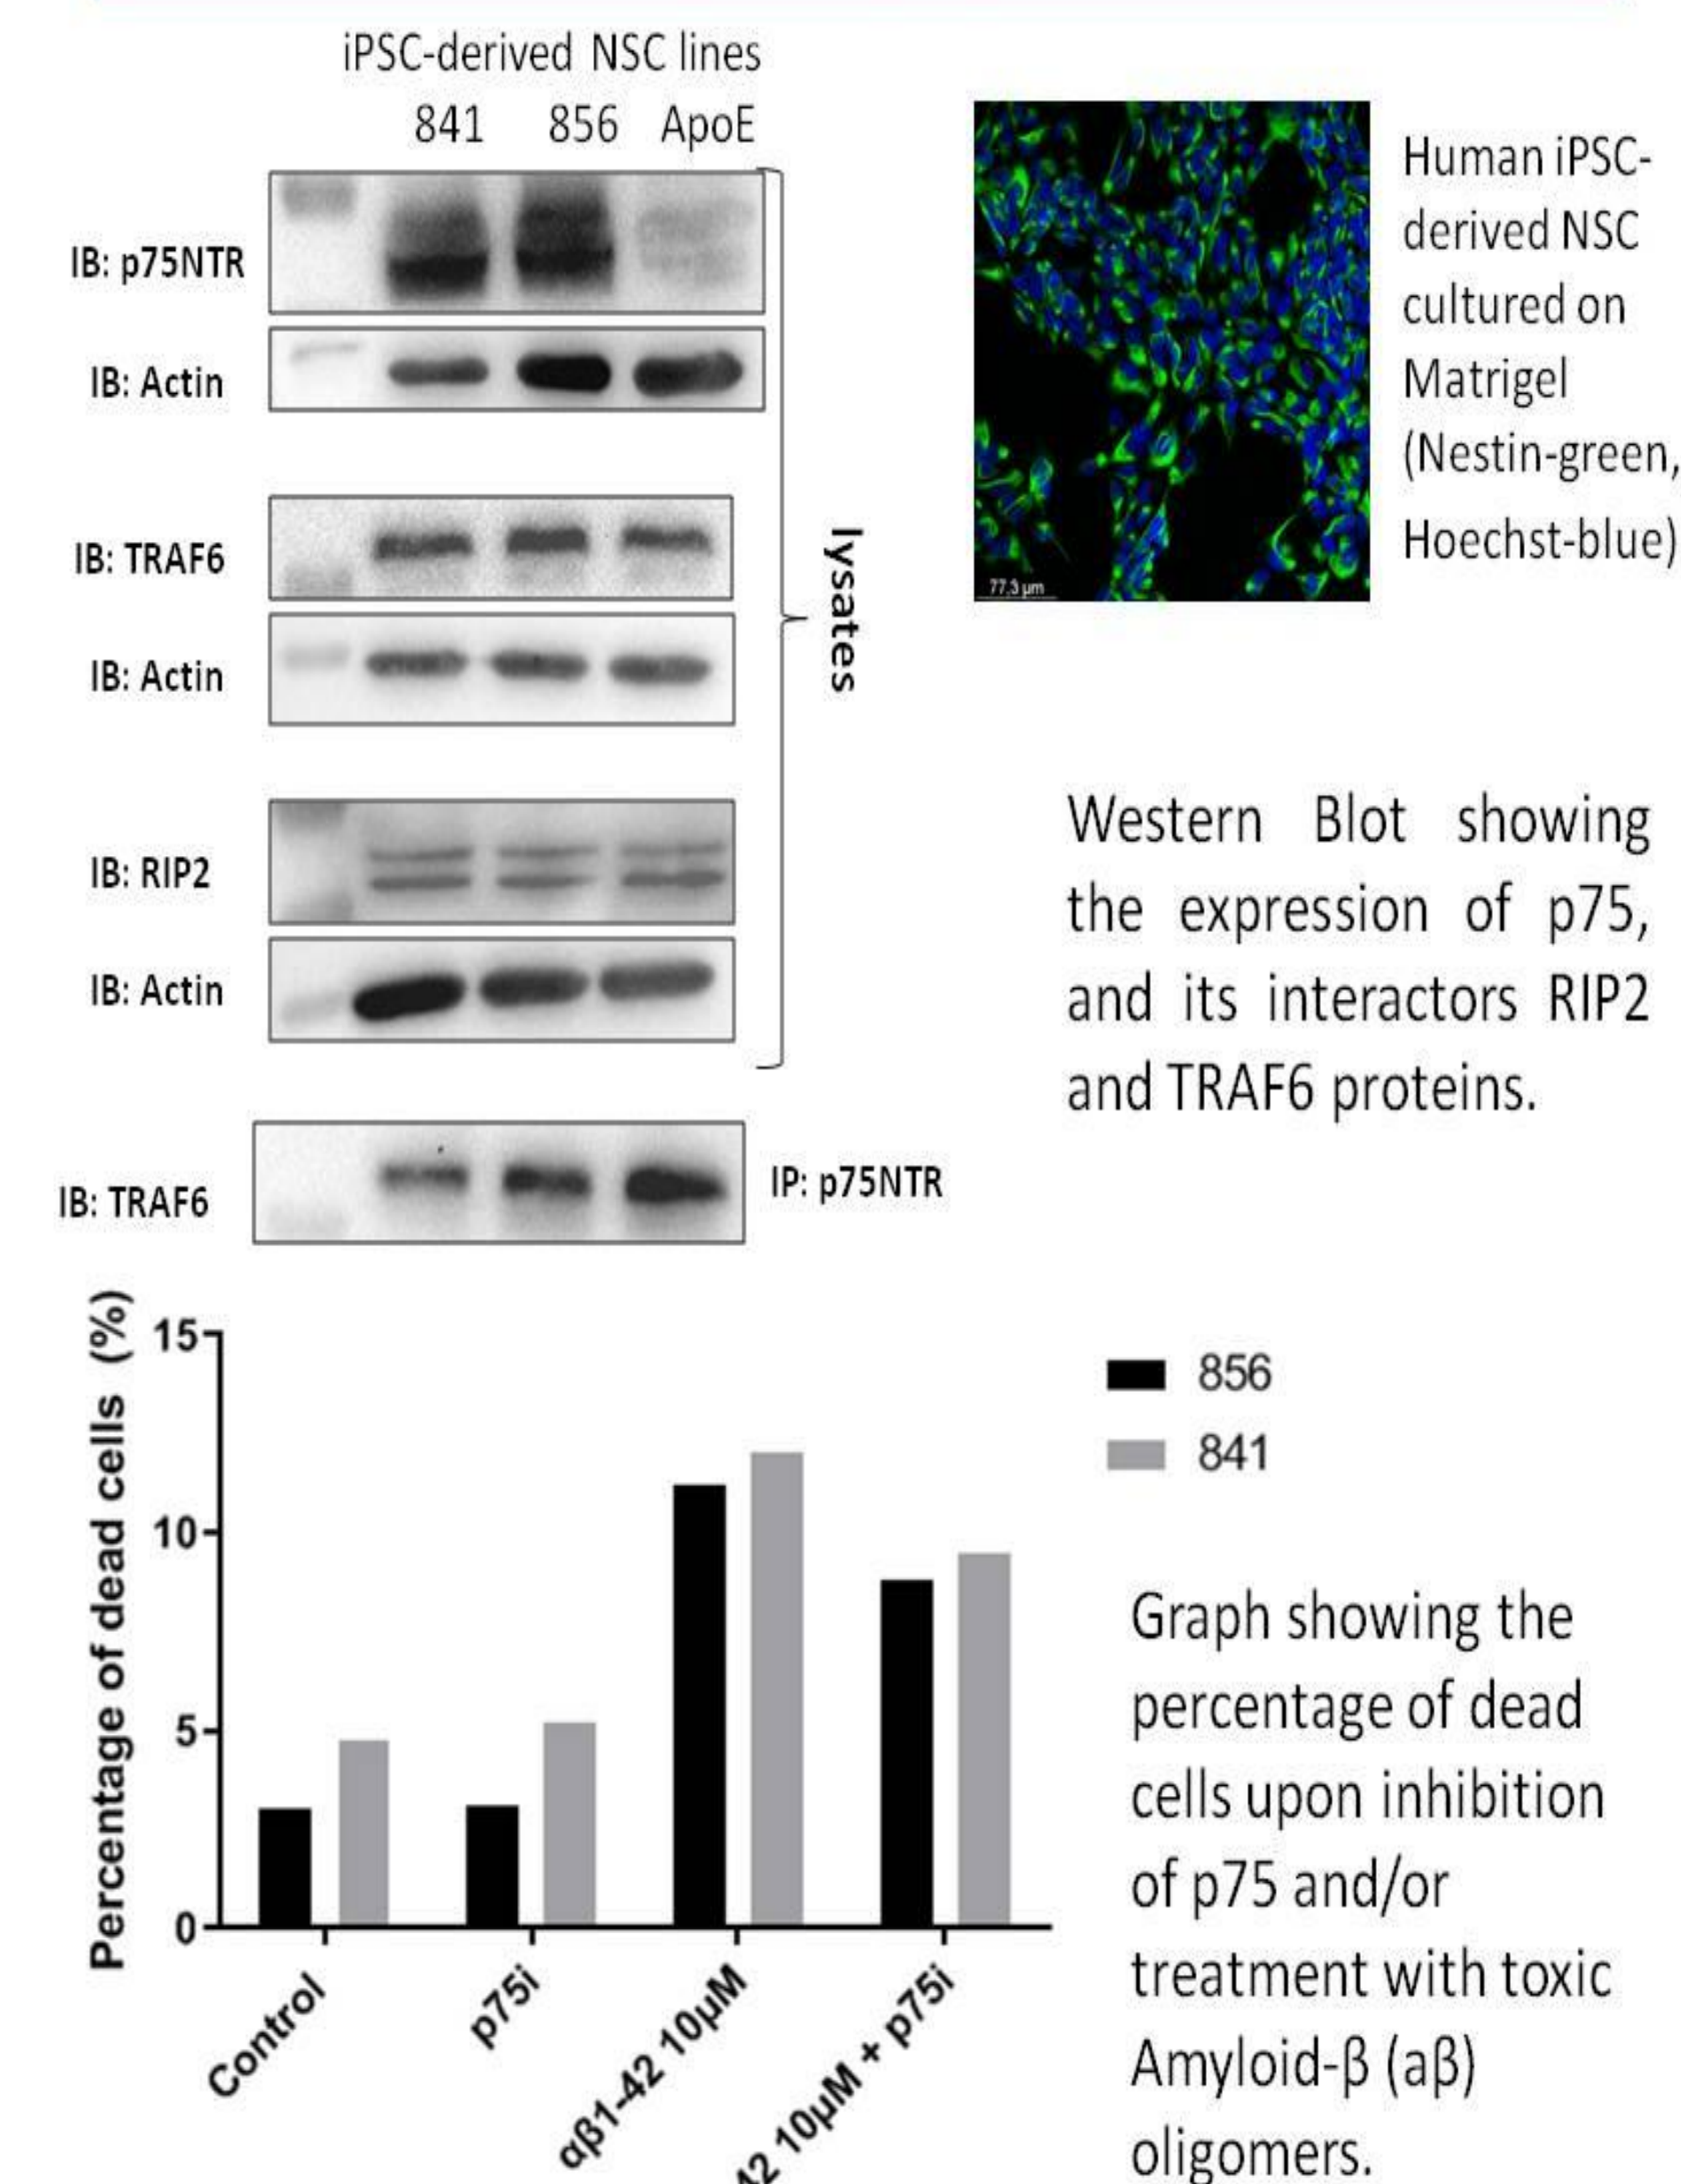 iPSC-derived NSC lines
841 856 ApoE
IB: p75NTR
IB: Actin
IB: TRAF6
IB: Actin
IB: RIP2
IB: Actin
lysates
IB: TRAF6
IP: p75NTR
77.3 µm
Human iPSC-
derived NSC
cultured on
Matrigel
(Nestin-green,
Hoechst-blue)
Western Blot showing
the expression of p75,
and its interactors RIP2
and TRAF6 proteins.
Percentage of dead cells (%)
15
10
5
0
Control
p75i
αβ1-42 10µM
42 10µM + p75i
856
841
Graph showing the
percentage of dead
cells upon inhibition
of p75 and/or
treatment with toxic
Amyloid-β (aβ)
oligomers.